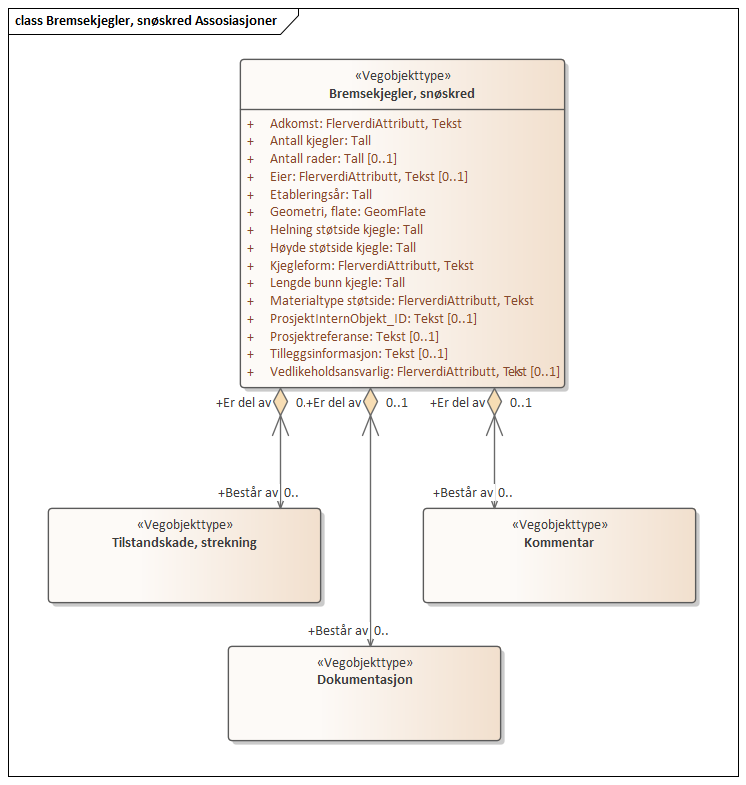 class Bremsekjegler, snøskred Assosiasjoner
«Vegobjekttype»
Bremsekjegler, snøskred
+ Adkomst: FlerverdiAttributt, Tekst
+ Antall kjegler: Tall
+ Antall rader: Tall [0..1]
+ Eier: FlerverdiAttributt, Tekst [0..1]
+ Etableringsår: Tall
+ Geometri, flate: GeomFlate
+ Helning støtside kjegle: Tall
+ Høyde støtside kjegle: Tall
+ Kjegleform: FlerverdiAttributt, Tekst
+ Lengde bunn kjegle: Tall
+ Materialtype støtside: FlerverdiAttributt, Tekst
+ ProsjektInternObjekt_ID: Tekst [0..1]
+ Prosjektreferanse: Tekst [0..1]
+ Tilleggsinformasjon: Tekst [0..1]
+ Vedlikeholdsansvarlig: FlerverdiAttributt, Tekst [0..1]
+Er del av 0.. +Er del av 0..1 +Er del av 0..1
+Består av 0.. +Består av 0..
«Vegobjekttype» «Vegobjekttype»
Tilstandskade, strekning Kommentar
+Består av 0..
«Vegobjekttype»
Dokumentasjon